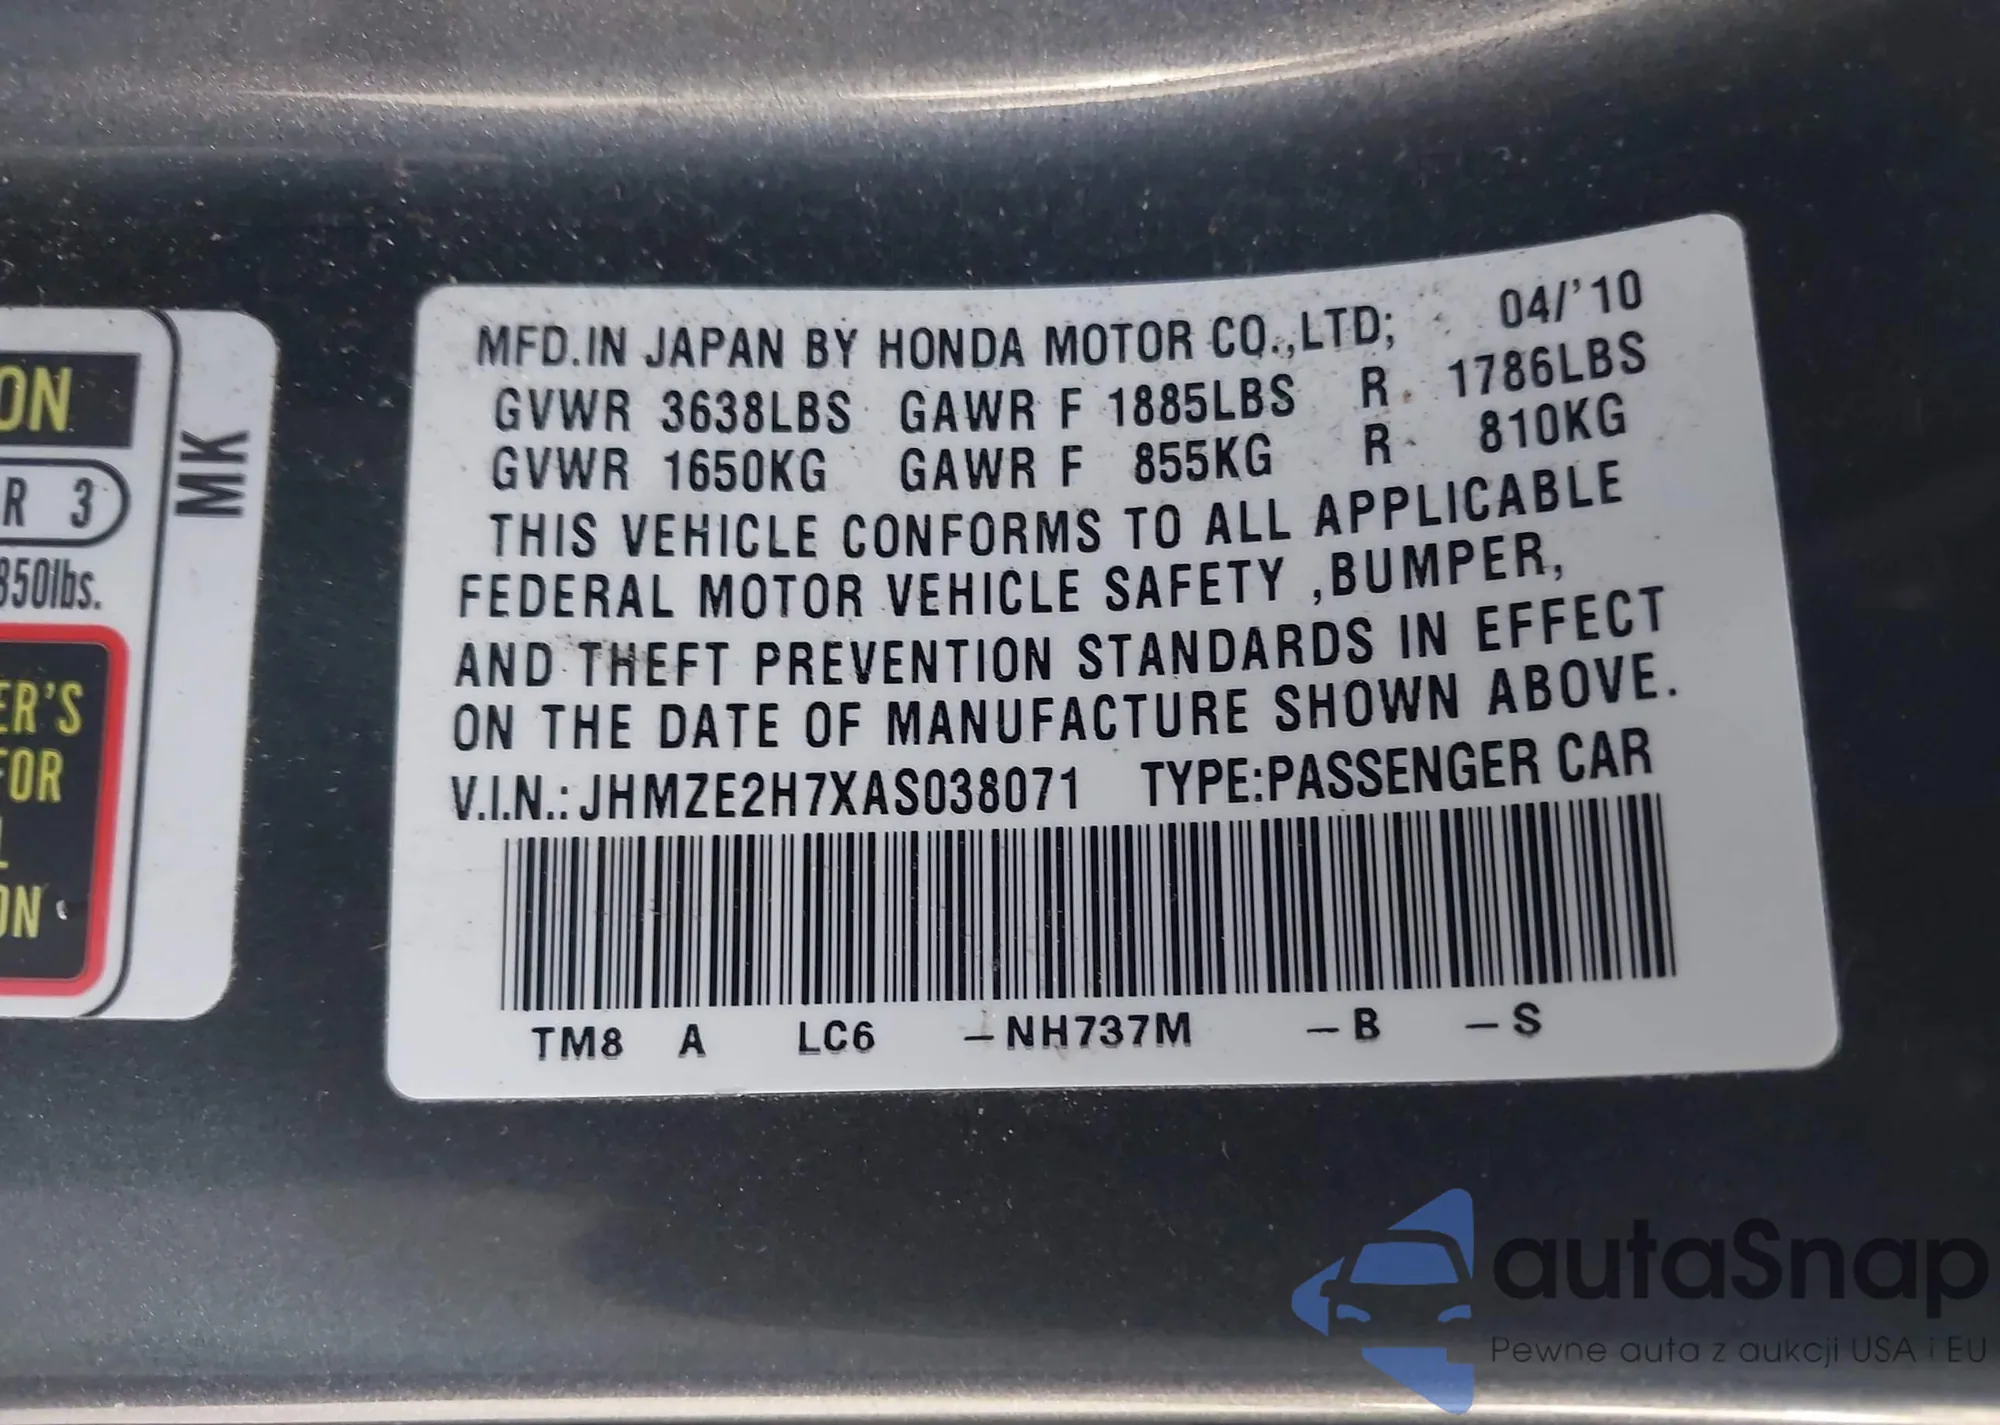 ON
R 3
850lbs.
ER'S
FOR
L
ON
MK
MFD.IN JAPAN BY HONDA MOTOR CO.,LTD; 04/'10
GVWR 3638LBS GAWR F 1885LBS R 1786LBS
GVWR 1650KG GAWR F 855KG R 810KG
THIS VEHICLE CONFORMS TO ALL APPLICABLE
FEDERAL MOTOR VEHICLE SAFETY ,BUMPER,
AND THEFT PREVENTION STANDARDS IN EFFECT
ON THE DATE OF MANUFACTURE SHOWN ABOVE.
V.I.N.: JHMZE2H7XAS038071 TYPE:PASSENGER CAR
TM8 A LC6 –NH737M –B –S
autaSnap
Pewne auta z aukcji USA i EU